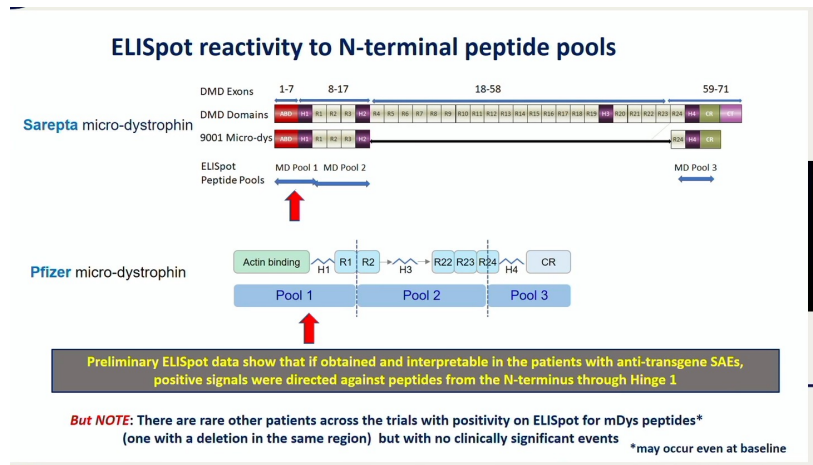 ELISpot reactivity to N-terminal peptide pools
DMD Exons 1-7 8-17 18-58 59-71
Sarepta micro-dystrophin
DMD Domains ABD H1 R1 R2 R3 H2 R4 R5 R6 R7 R8 R9 R10 R11 R12 R13 R14 R15 R16 R17 R18 R19 H3 R20 R21 R22 R23 R24 H4 CR CT
9001 Micro-dys ABD H1 R1 R2 R3 H2 R24 H4 CR
ELISpot
Peptide Pools
MD Pool 1 MD Pool 2 MD Pool 3
Pfizer micro-dystrophin
Actin binding H1 R1 R2 H3 R22 R23 R24 H4 CR
Pool 1 Pool 2 Pool 3
Preliminary ELISpot data show that if obtained and interpretable in the patients with anti-transgene SAEs,
positive signals were directed against peptides from the N-terminus through Hinge 1
But NOTE: There are rare other patients across the trials with positivity on ELISpot for mDys peptides*
(one with a deletion in the same region) but with no clinically significant events
*may occur even at baseline